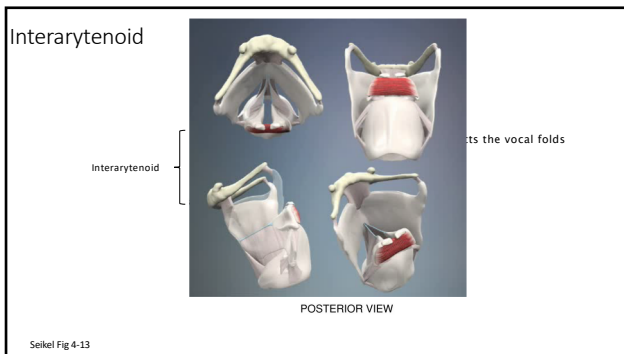 Interarytenoid
cts the vocal folds
Interarytenoid
POSTERIOR VIEW
Seikel Fig 4-13